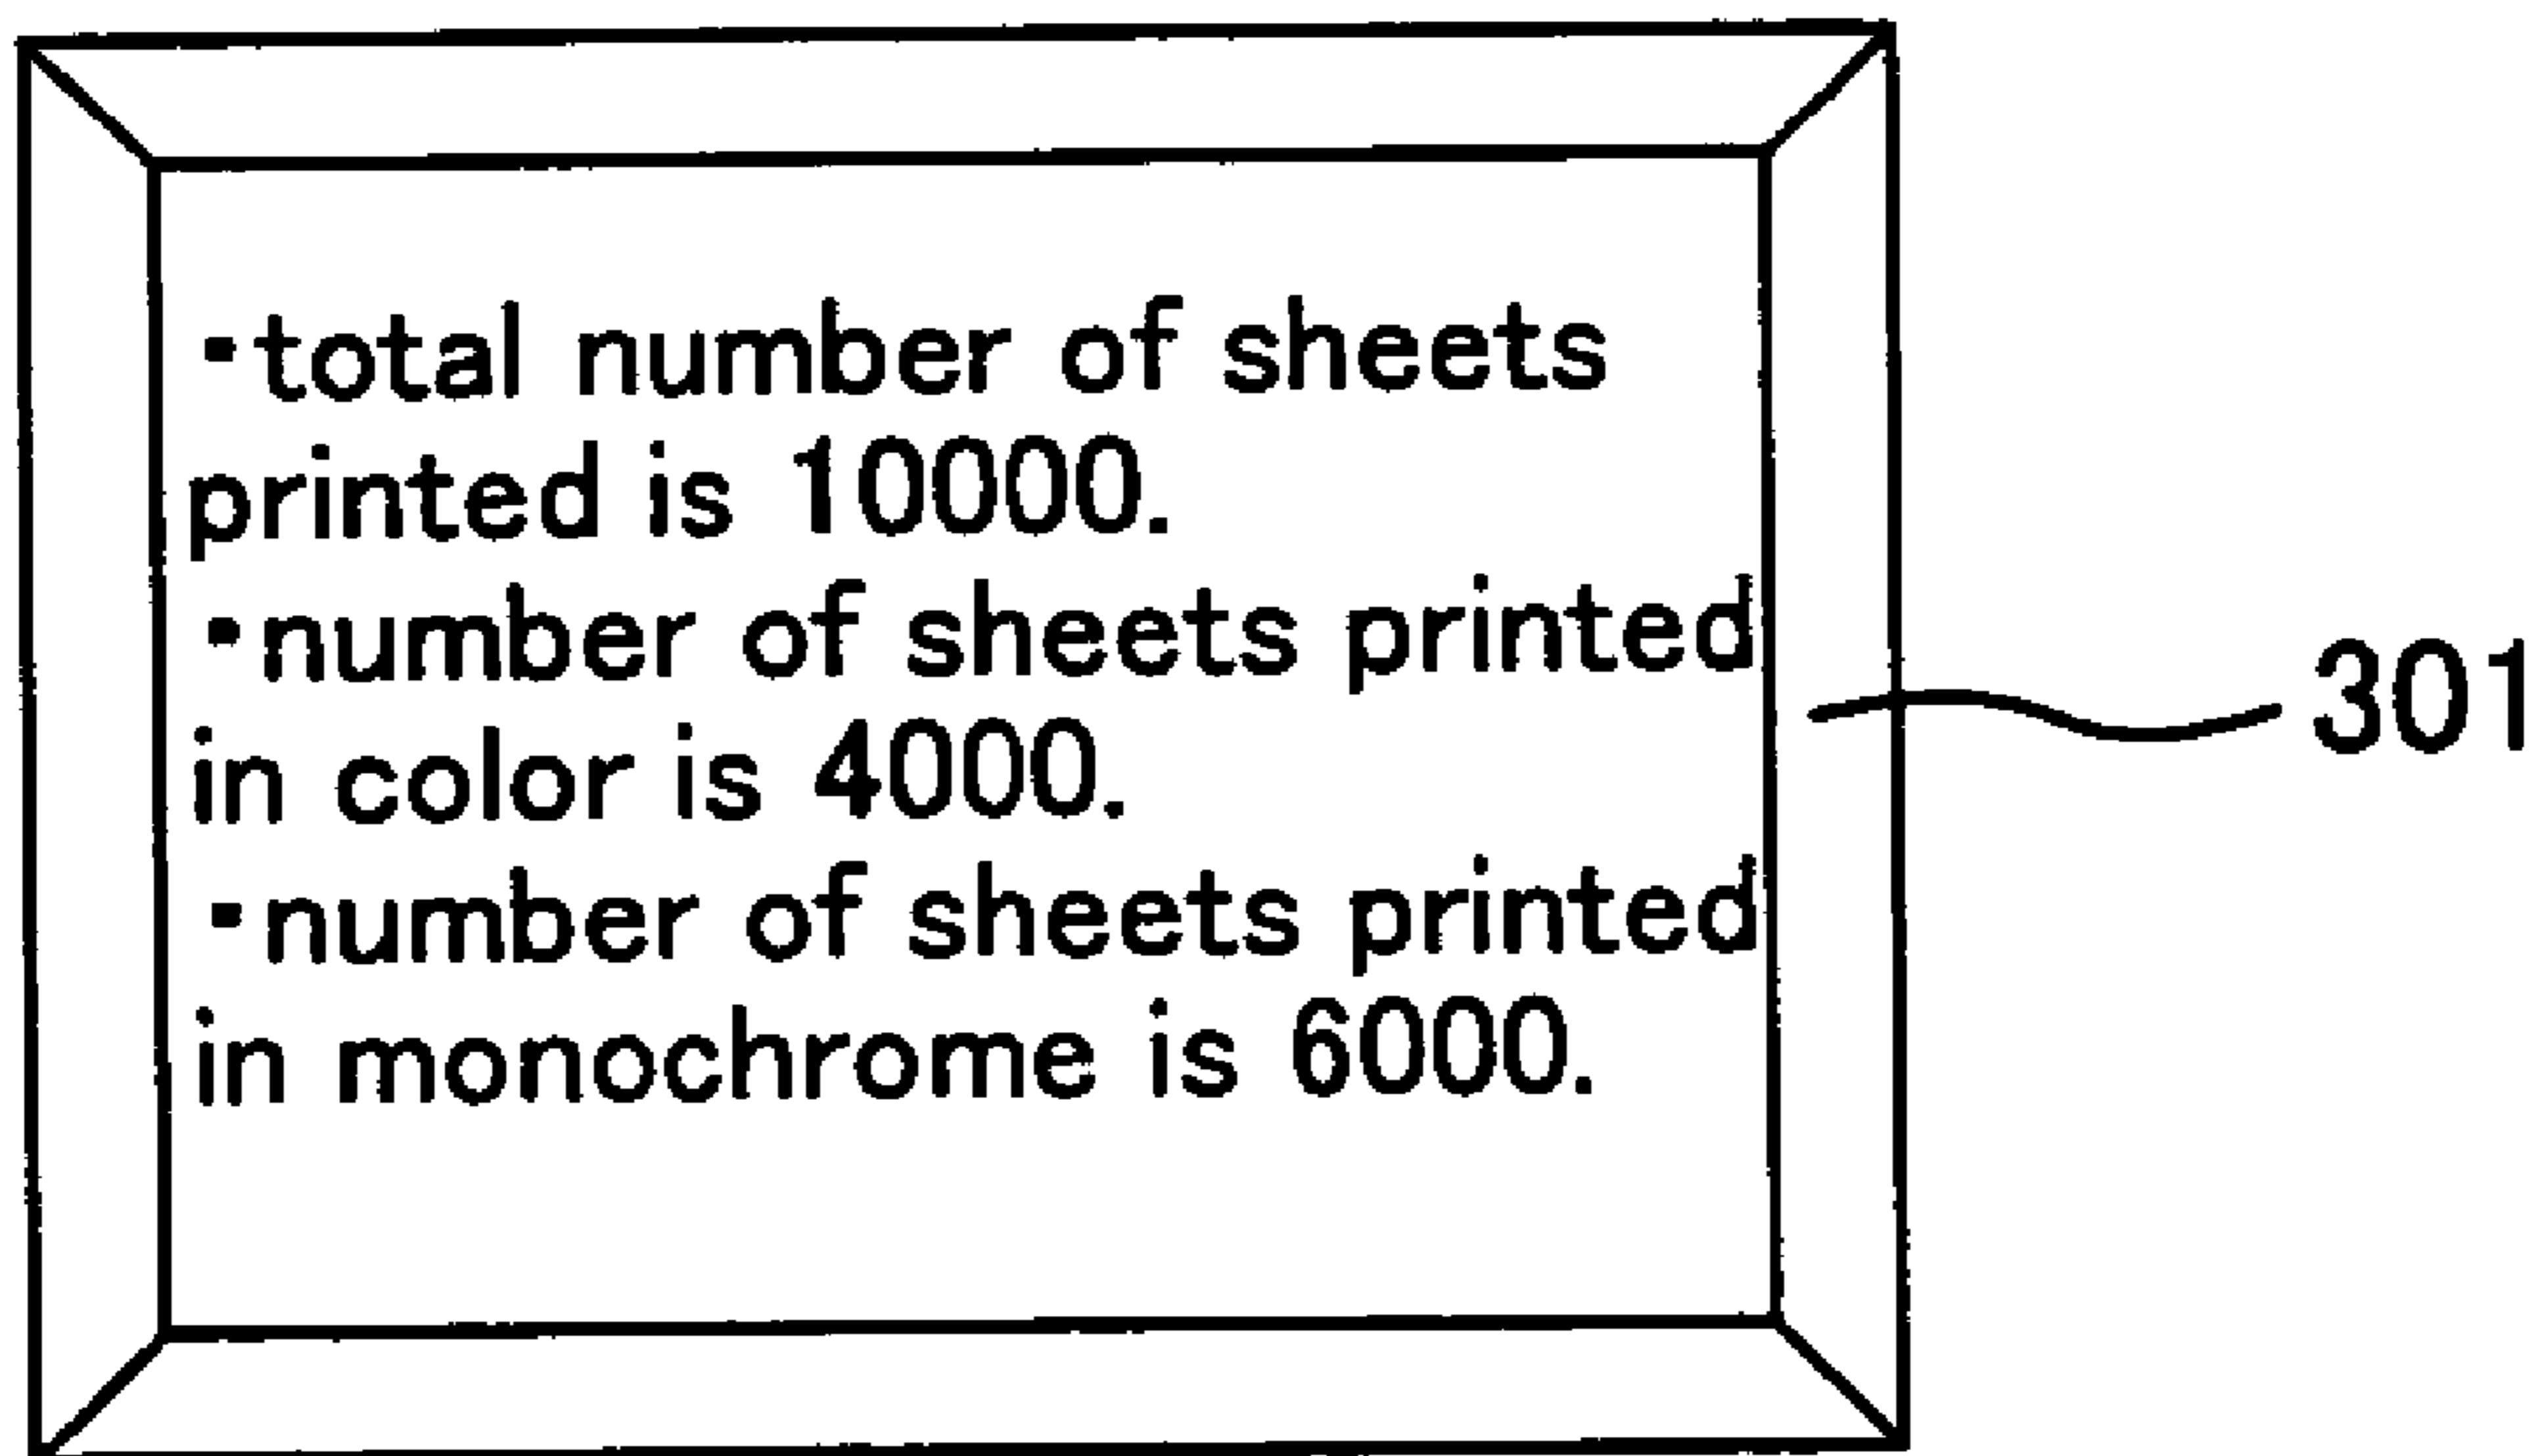 ・total number of sheets
printed is 10000.
・number of sheets printed
in color is 4000.
・number of sheets printed
in monochrome is 6000.
301